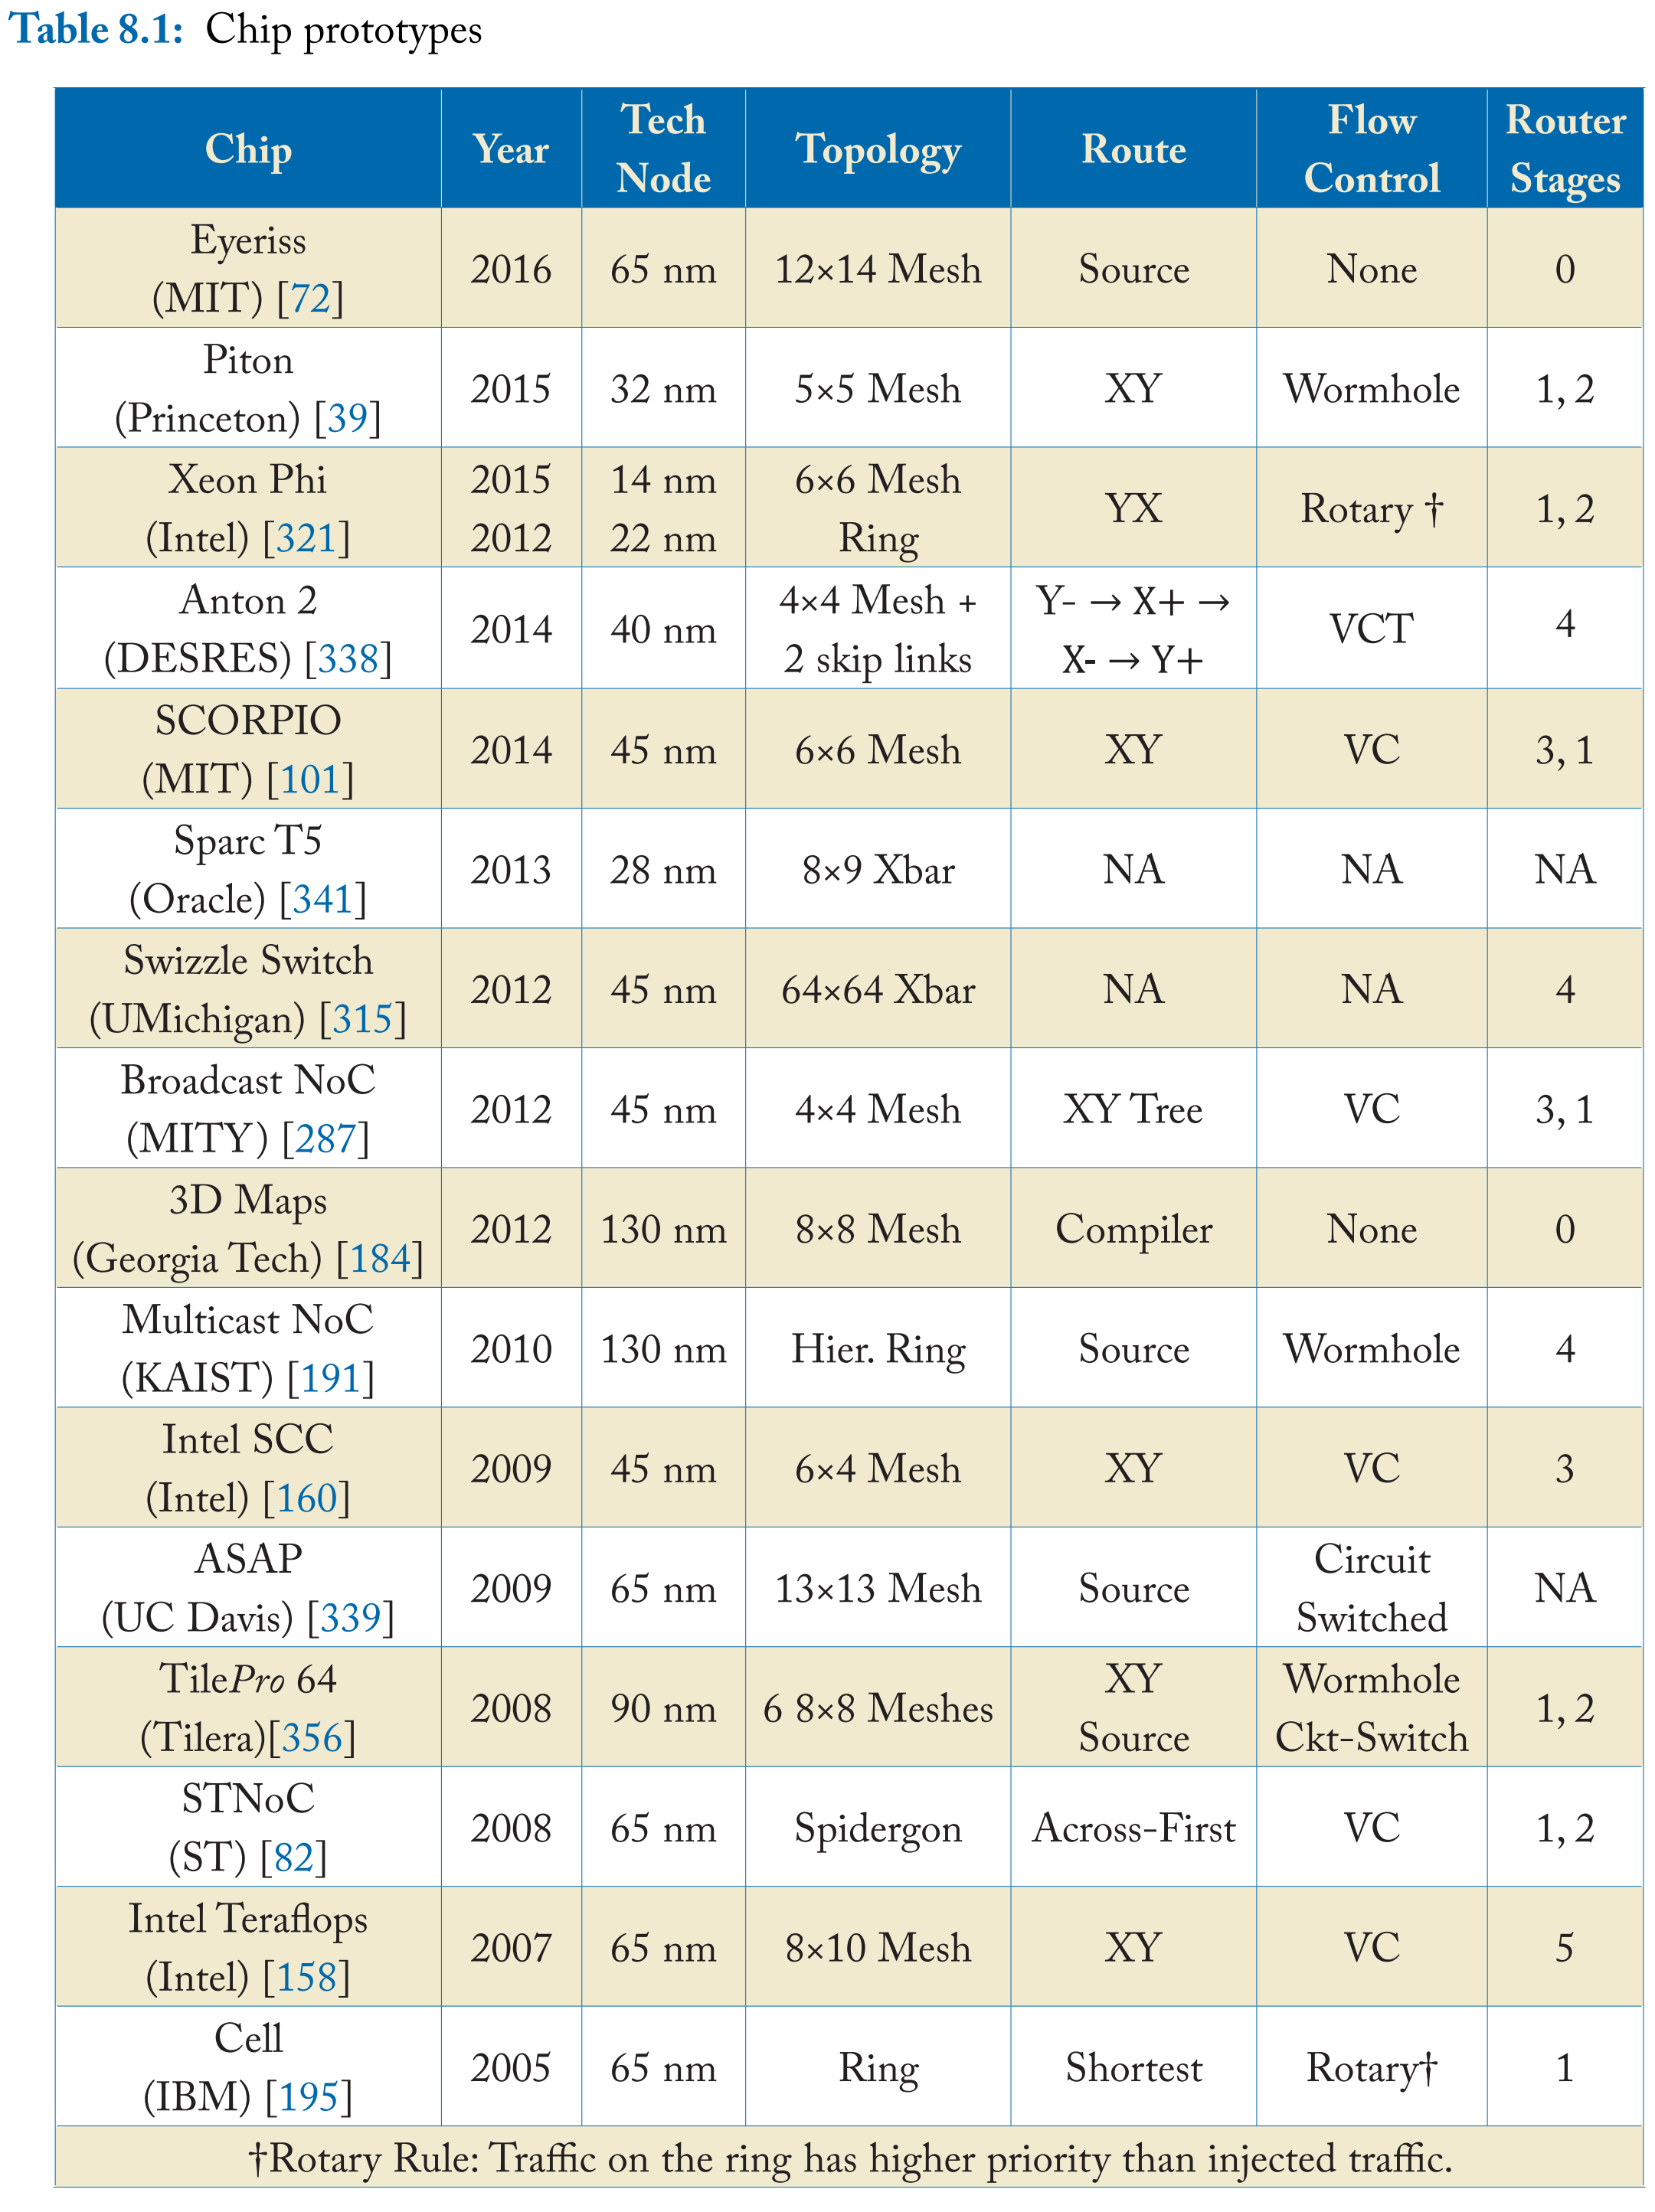 Table 8.1: Chip prototypes
Chip Year Tech Node Topology Route Flow Control Router Stages
Eyeriss (MIT) [72] 2016 65 nm 12×14 Mesh Source None 0
Piton (Princeton) [39] 2015 32 nm 5×5 Mesh XY Wormhole 1, 2
Xeon Phi (Intel) [321] 2015 2012 14 nm 22 nm 6×6 Mesh Ring YX Rotary † 1, 2
Anton 2 (DESRES) [338] 2014 40 nm 4×4 Mesh + 2 skip links Y- → X+ → X- → Y+ VCT 4
SCORPIO (MIT) [101] 2014 45 nm 6×6 Mesh XY VC 3, 1
Sparc T5 (Oracle) [341] 2013 28 nm 8×9 Xbar NA NA NA
Swizzle Switch (UMichigan) [315] 2012 45 nm 64×64 Xbar NA NA 4
Broadcast NoC (MITY) [287] 2012 45 nm 4×4 Mesh XY Tree VC 3, 1
3D Maps (Georgia Tech) [184] 2012 130 nm 8×8 Mesh Compiler None 0
Multicast NoC (KAIST) [191] 2010 130 nm Hier. Ring Source Wormhole 4
Intel SCC (Intel) [160] 2009 45 nm 6×4 Mesh XY VC 3
ASAP (UC Davis) [339] 2009 65 nm 13×13 Mesh Source Circuit Switched NA
TilePro 64 (Tilera)[356] 2008 90 nm 6 8×8 Meshes XY Source Wormhole Ckt-Switch 1, 2
STNoC (ST) [82] 2008 65 nm Spidergon Across-First VC 1, 2
Intel Teraflops (Intel) [158] 2007 65 nm 8×10 Mesh XY VC 5
Cell (IBM) [195] 2005 65 nm Ring Shortest Rotary† 1
†Rotary Rule: Traffic on the ring has higher priority than injected traffic.